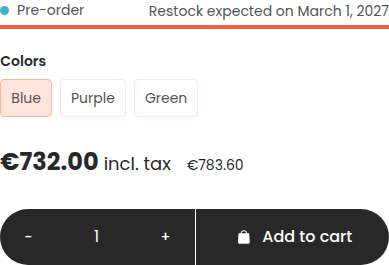 Pre-order Restock expected on March 1, 2027
Colors
Blue Purple Green
€732.00 incl. tax €783.60
- 1 + Add to cart